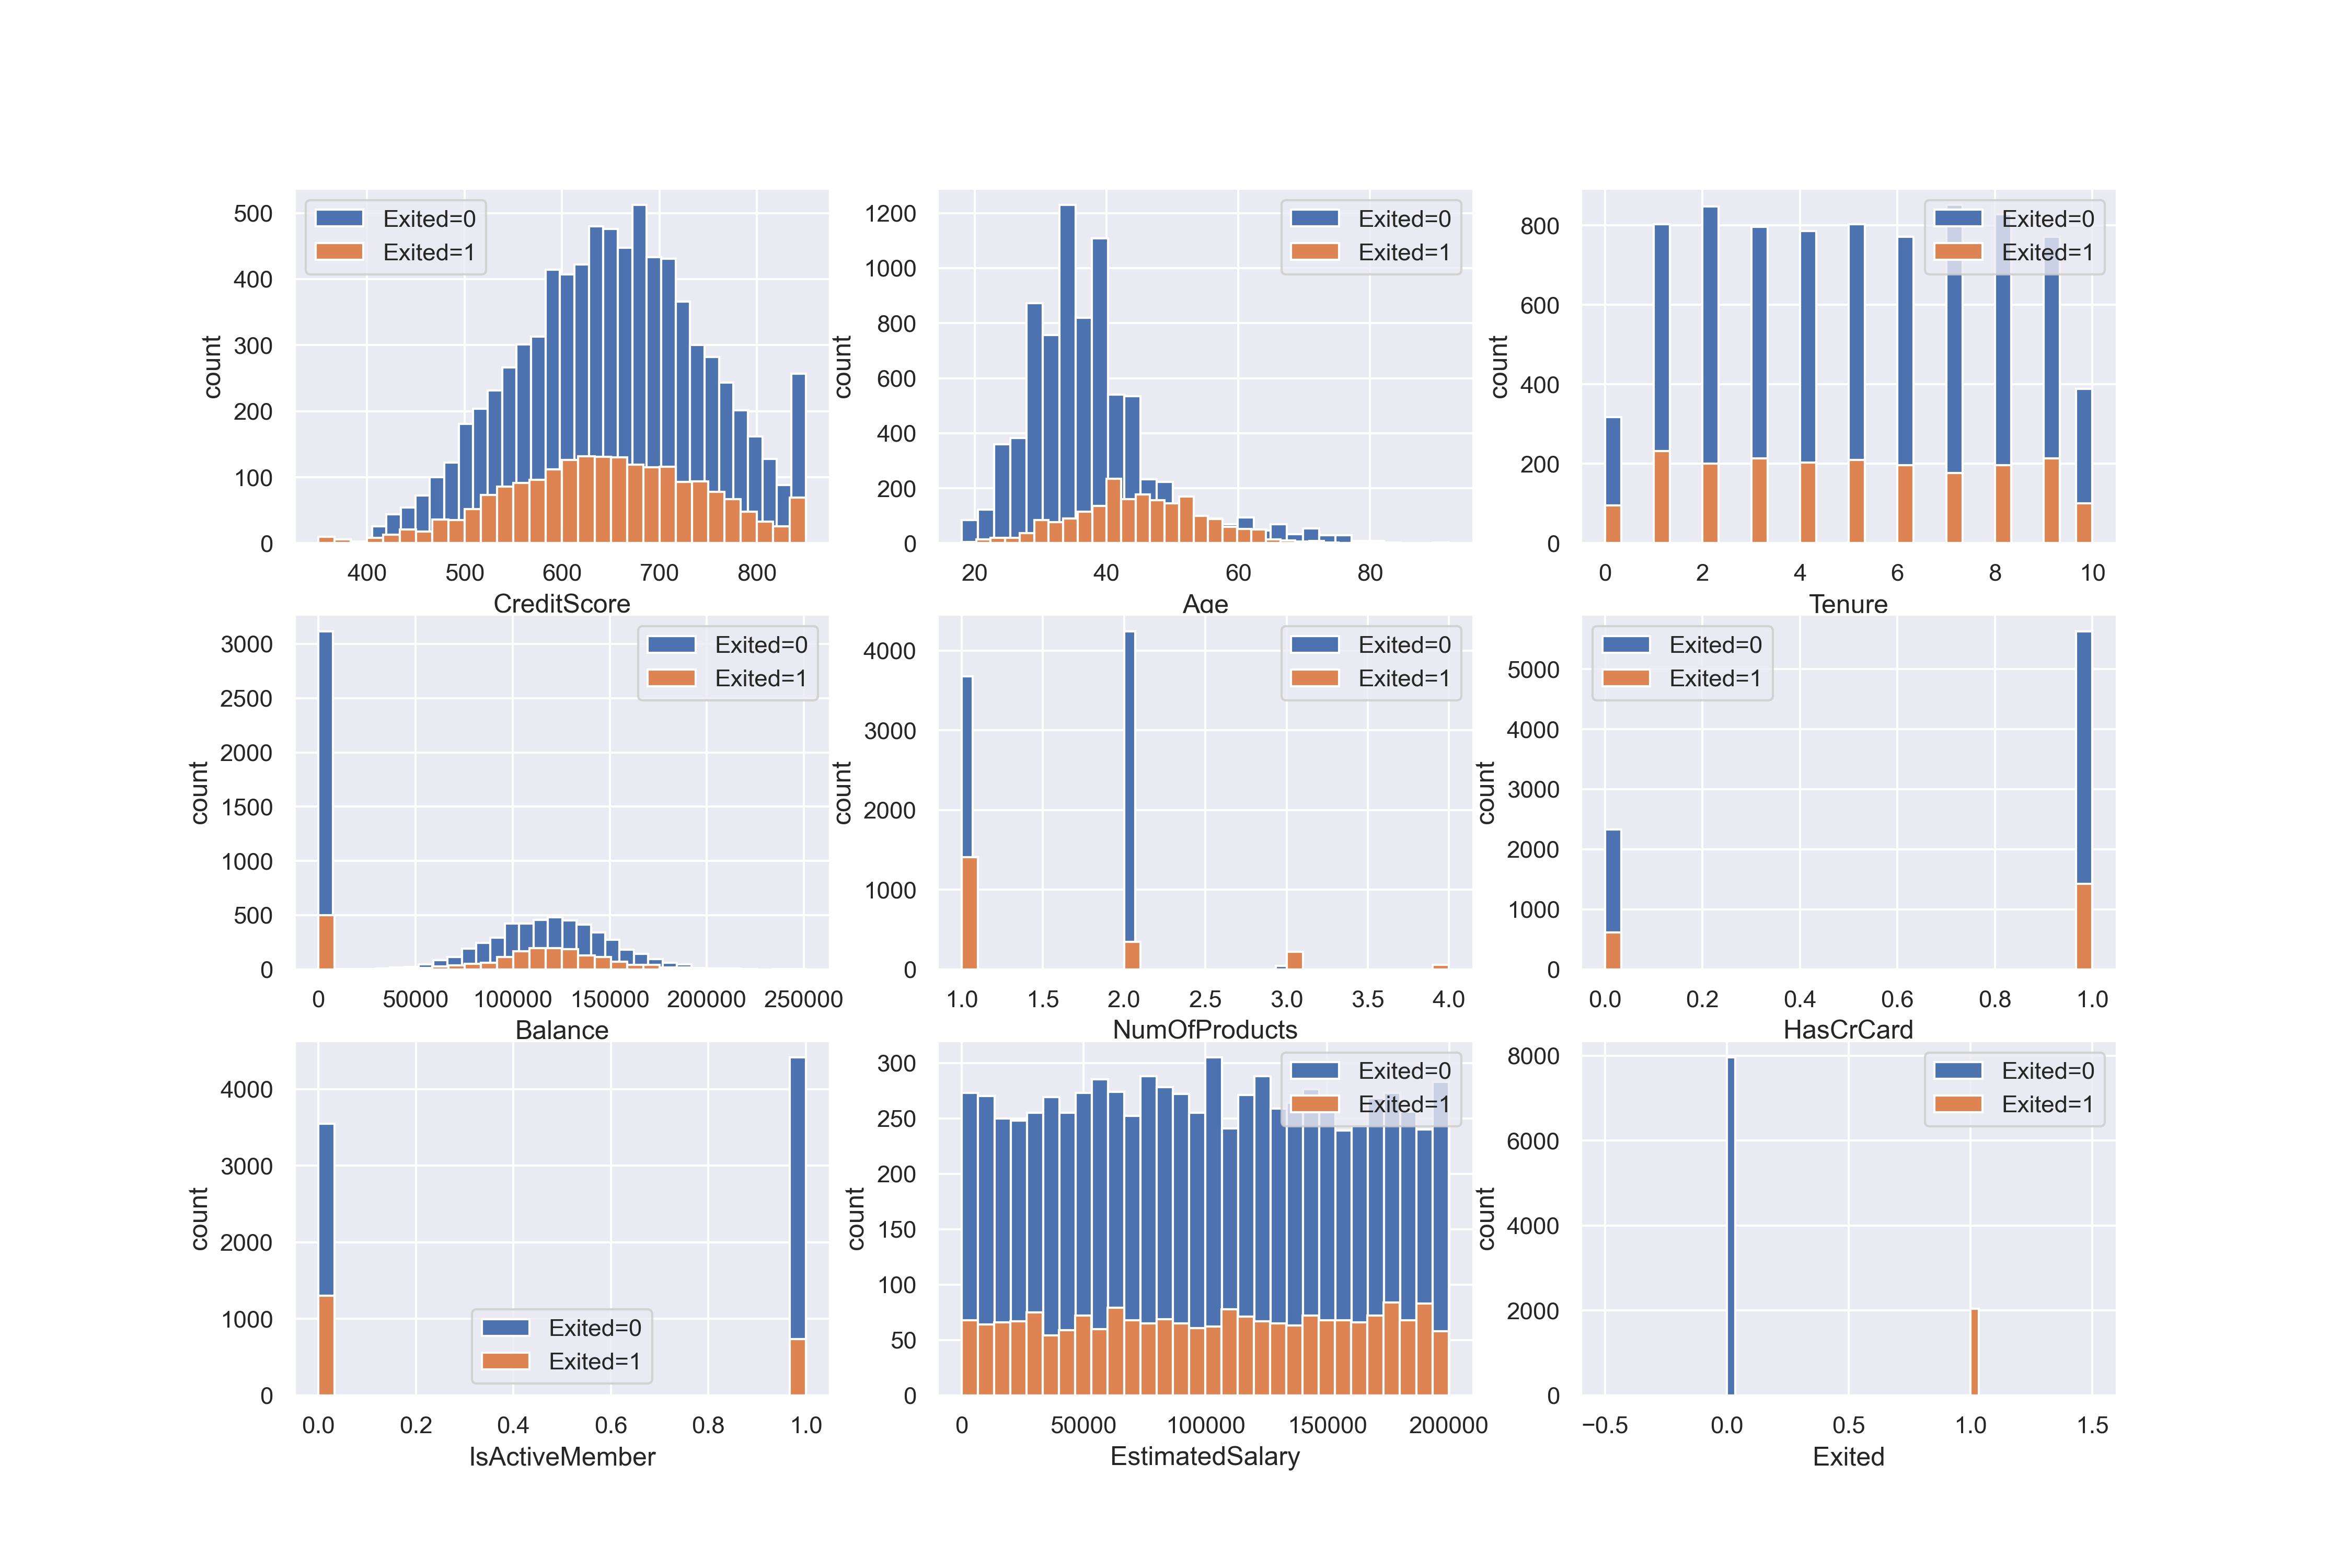 count
500
400
300
200
100
0
Exited=0
Exited=1
400 500 600 700 800
CreditScore
count
1200
1000
800
600
400
200
0
Exited=0
Exited=1
20 40 60 80
Age
count
800
600
400
200
0
Exited=0
Exited=1
0 2 4 6 8 10
Tenure
count
3000
2500
2000
1500
1000
500
0
Exited=0
Exited=1
0 50000 100000 150000 200000 250000
Balance
count
4000
3000
2000
1000
0
Exited=0
Exited=1
1.0 1.5 2.0 2.5 3.0 3.5 4.0
NumOfProducts
count
5000
4000
3000
2000
1000
0
Exited=0
Exited=1
0.0 0.2 0.4 0.6 0.8 1.0
HasCrCard
count
4000
3000
2000
1000
0
Exited=0
Exited=1
0.0 0.2 0.4 0.6 0.8 1.0
IsActiveMember
count
300
250
200
150
100
50
0
Exited=0
Exited=1
0 50000 100000 150000 200000
EstimatedSalary
count
8000
6000
4000
2000
0
Exited=0
Exited=1
−0.5 0.0 0.5 1.0 1.5
Exited